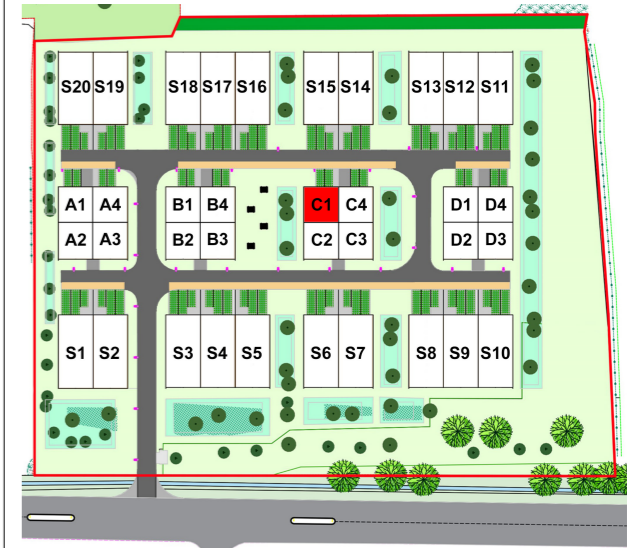 S20 S19 S18 S17 S16 S15 S14 S13 S12 S11
A1 A4 B1 B4 C1 C4 D1 D4
A2 A3 B2 B3 C2 C3 D2 D3
S1 S2 S3 S4 S5 S6 S7 S8 S9 S10